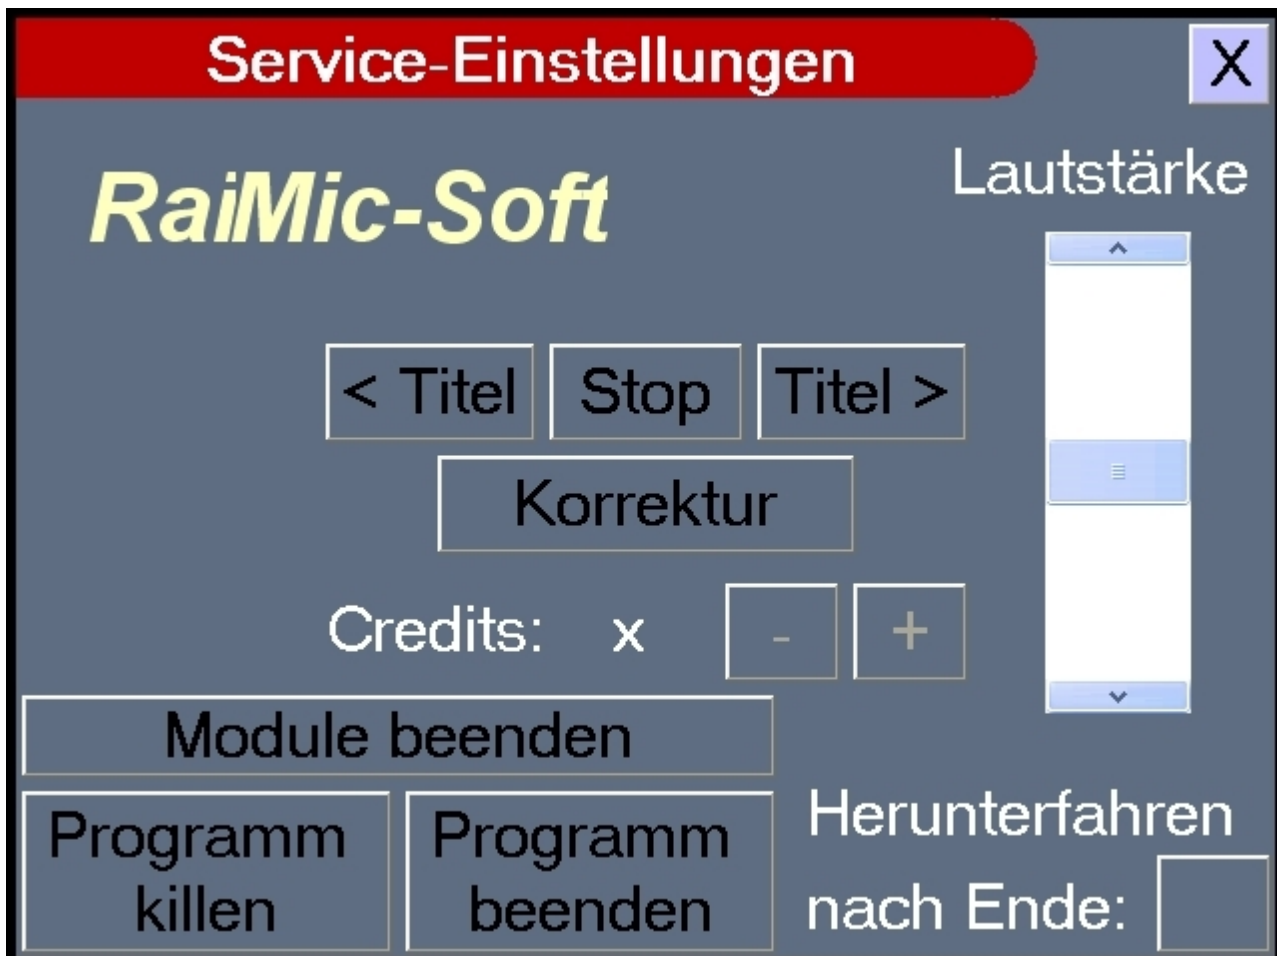 Service-Einstellungen X
RaiMic-Soft
Lautstärke
< Titel Stop Titel >
Korrektur
Credits: x - +
Module beenden
Programm killen
Programm beenden
Herunterfahren
nach Ende: